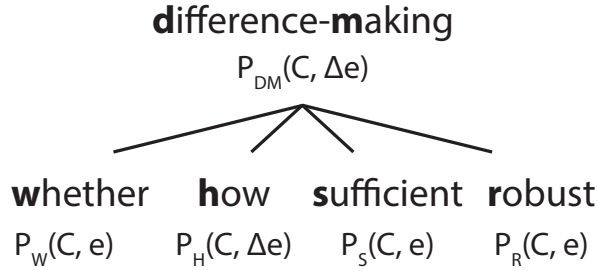 difference-making
P_DM(C, Δe)
whether how sufficient robust
P_W(C, e) P_H(C, Δe) P_S(C, e) P_R(C, e)